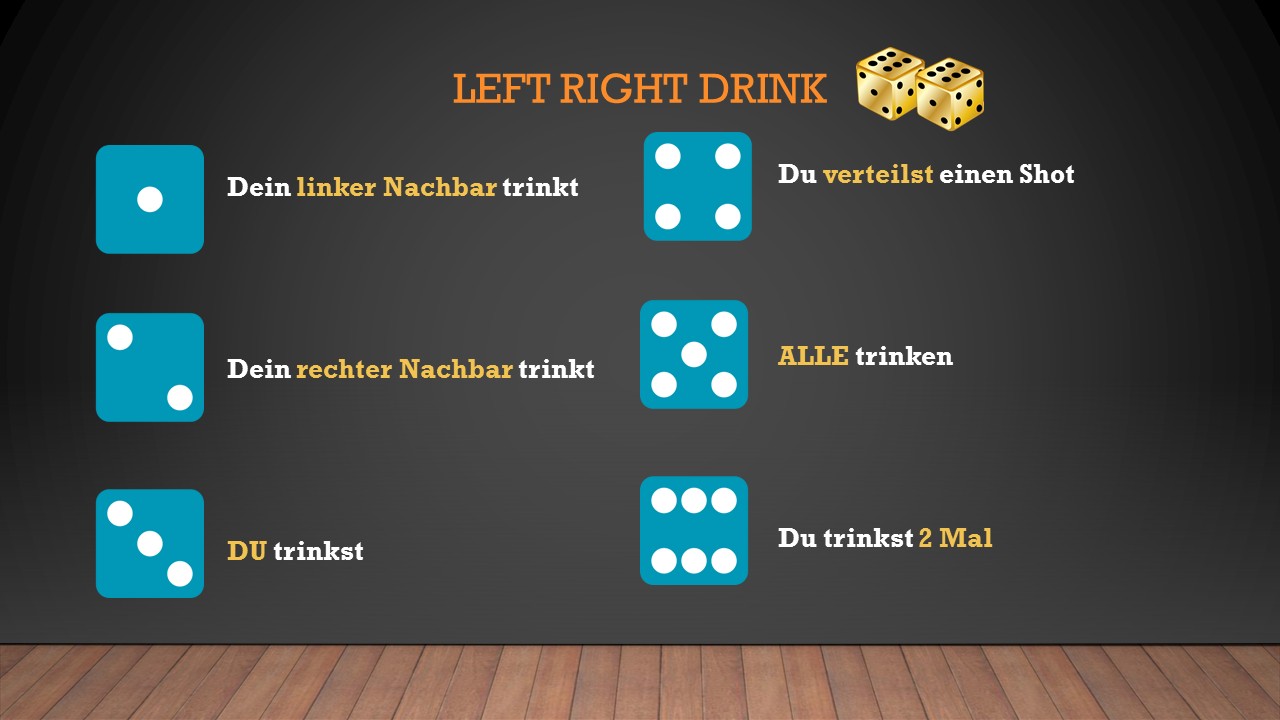 LEFT RIGHT DRINK
Dein linker Nachbar trinkt
Dein rechter Nachbar trinkt
DU trinkst
Du verteilst einen Shot
ALLE trinken
Du trinkst 2 Mal